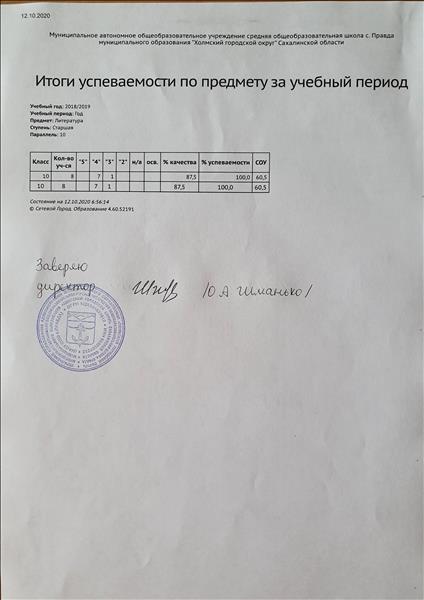 12.10.2020
Муниципальное автономное общеобразовательное учреждение средняя общеобразовательная школа с. Правда
муниципального образования "Холмский городской округ" Сахалинской области
Итоги успеваемости по предмету за учебный период
Учебный год: 2018/2019
Учебный период: Год
Предмет: Литература
Ступень: Старшая
Параллель: 10
Класс Кол-во уч-ся "5" "4" "3" "2" н/а осв. % качества % успеваемости СОУ
10 8 7 1 87,5 100,0 60,5
10 8 7 1 87,5 100,0 60,5
Состояние на 12.10.2020 6:56:14
© Сетевой Город. Образование 4.60.52191
Заверяю
директор /О А Шманько/